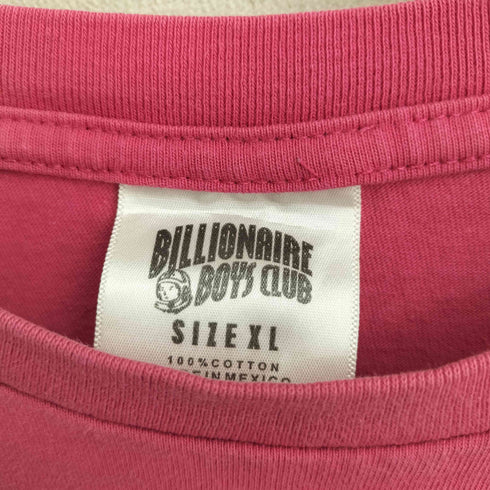 BILLIONAIRE
BOYS CLUB
SIZE XL
100% COTTON
IN MEXICO